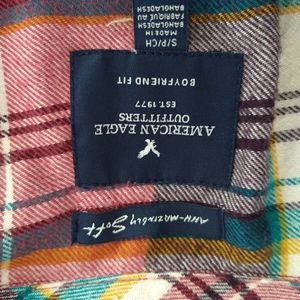 AHH-MAZINGLY Soft
AMERICAN EAGLE
OUTFITTERS
EST. 1977
BOYFRIEND FIT
S/P/CH
MADE IN
BANGLADESH
FABRIQUÉ AU
BANGLADESH